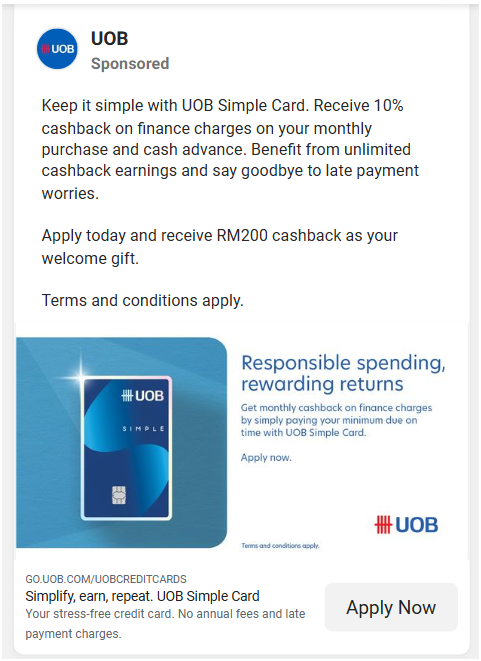 UOB
UOB
Sponsored
Keep it simple with UOB Simple Card. Receive 10%
cashback on finance charges on your monthly
purchase and cash advance. Benefit from unlimited
cashback earnings and say goodbye to late payment
worries.
Apply today and receive RM200 cashback as your
welcome gift.
Terms and conditions apply.
UOB
SIMPLE
Responsible spending,
rewarding returns
Get monthly cashback on finance charges
by simply paying your minimum due on
time with UOB Simple Card.
Apply now.
UOB
Terms and conditions apply.
GO.UOB.COM/UOBCREDITCARDS
Simplify, earn, repeat. UOB Simple Card
Your stress-free credit card. No annual fees and late
payment charges.
Apply Now